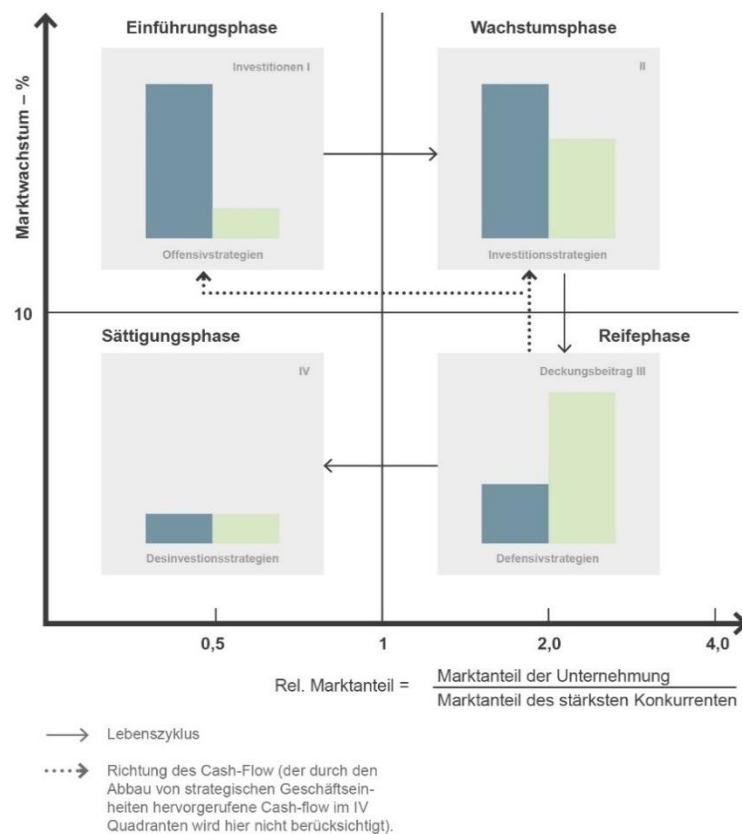 Einführungsphase
Wachstumsphase
Investitionen I
II
Marktwachstum – %
Offensivstrategien
Investitionsstrategien
10
Sättigungsphase
Reifephase
IV
Deckungsbeitrag III
Desinvestionsstrategien
Defensivstrategien
0,5
1
2,0
4,0
Rel. Marktanteil =
Marktanteil der Unternehmung
Marktanteil des stärksten Konkurrenten
Lebenszyklus
Richtung des Cash-Flow (der durch den
Abbau von strategischen Geschäftsein-
heiten hervorgerufene Cash-flow im IV
Quadranten wird hier nicht berücksichtigt).